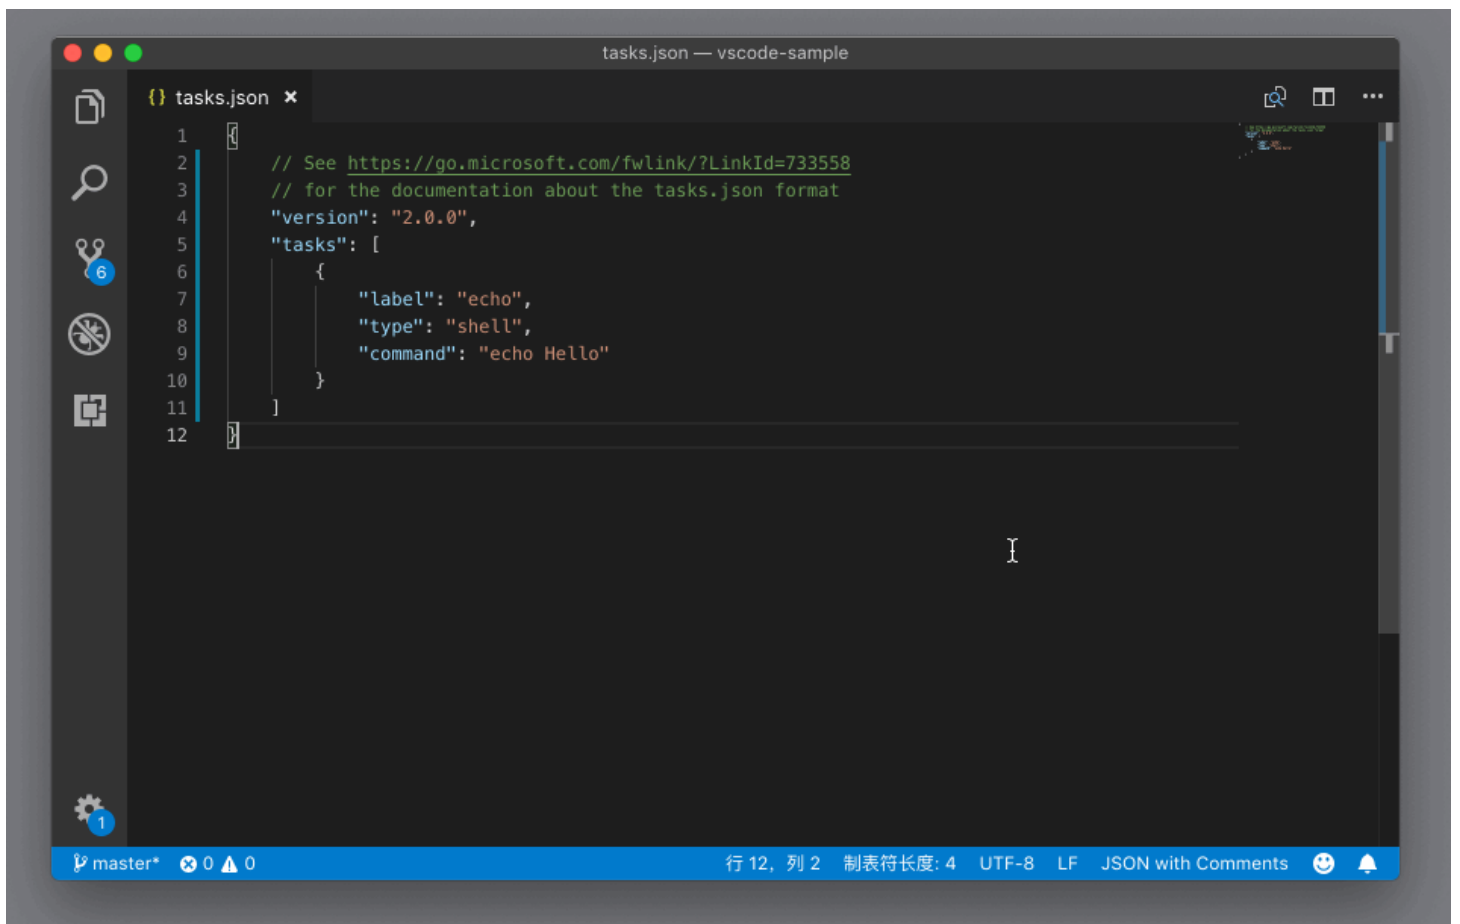 tasks.json — vscode-sample
{} tasks.json ×
1 {
2 // See https://go.microsoft.com/fwlink/?LinkId=733558
3 // for the documentation about the tasks.json format
4 "version": "2.0.0",
5 "tasks": [
6 {
7 "label": "echo",
8 "type": "shell",
9 "command": "echo Hello"
10 }
11 ]
12 }
6
1
master* 0 0 行 12，列 2 制表符长度: 4 UTF-8 LF JSON with Comments